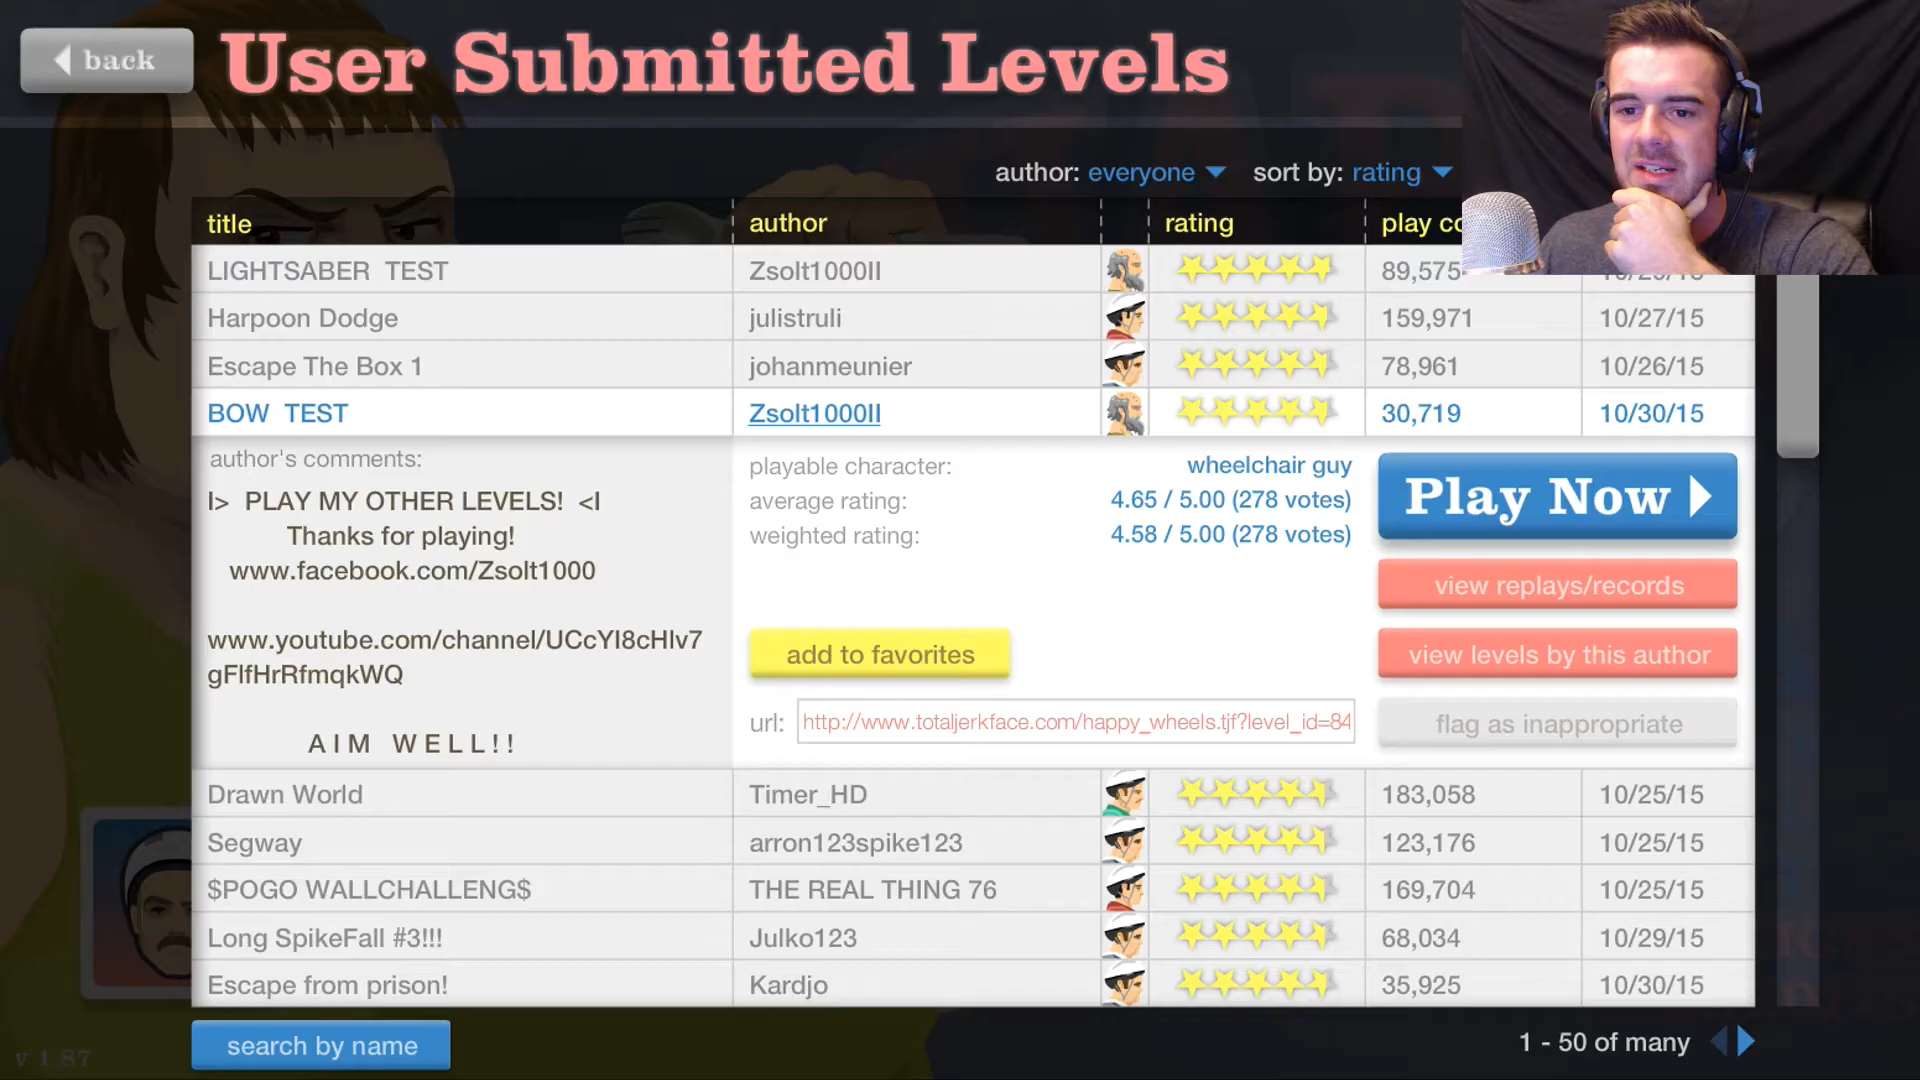 back
User Submitted Levels
author: everyone sort by: rating
title author rating play co
LIGHTSABER TEST Zsolt1000II 89,575
Harpoon Dodge julistruli 159,971 10/27/15
Escape The Box 1 johanmeunier 78,961 10/26/15
BOW TEST Zsolt1000II 30,719 10/30/15
author's comments:
I> PLAY MY OTHER LEVELS! <I
Thanks for playing!
www.facebook.com/Zsolt1000
www.youtube.com/channel/UCcYI8cHIv7
gFIfHrRfmqkWQ
AIM WELL!!
playable character: wheelchair guy
average rating: 4.65 / 5.00 (278 votes)
weighted rating: 4.58 / 5.00 (278 votes)
add to favorites
url: http://www.totaljerkface.com/happy_wheels.tjf?level_id=84
Play Now
view replays/records
view levels by this author
flag as inappropriate
Drawn World Timer_HD 183,058 10/25/15
Segway arron123spike123 123,176 10/25/15
$POGO WALLCHALLENG$ THE REAL THING 76 169,704 10/25/15
Long SpikeFall #3!!! Julko123 68,034 10/29/15
Escape from prison! Kardjo 35,925 10/30/15
search by name
1 - 50 of many
v 1.87